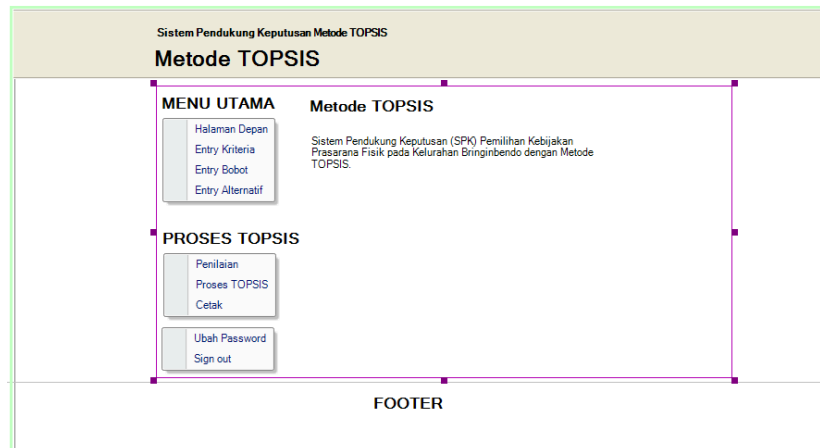 Sistem Pendukung Keputusan Metode TOPSIS
Metode TOPSIS
MENU UTAMA
Halaman Depan
Entry Kriteria
Entry Bobot
Entry Alternatif
Metode TOPSIS
Sistem Pendukung Keputusan (SPK) Pemilihan Kebijakan
Prasarana Fisik pada Kelurahan Bringinbendo dengan Metode
TOPSIS.
PROSES TOPSIS
Penilaian
Proses TOPSIS
Cetak
Ubah Password
Sign out
FOOTER